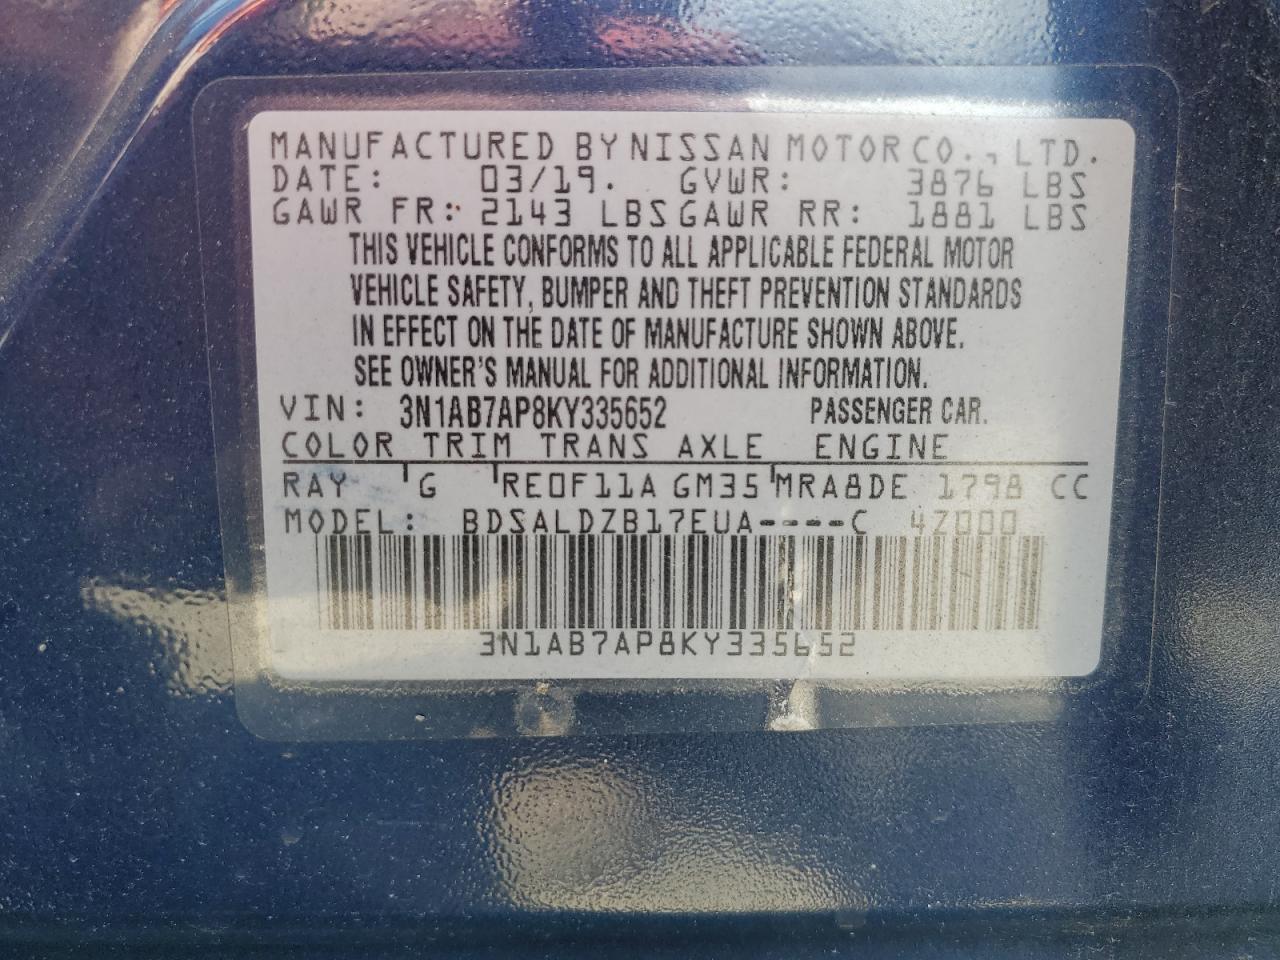 MANUFACTURED BY NISSAN MOTOR CO., LTD.
DATE: 03/19. GVWR: 3876 LBS
GAWR FR: 2143 LBS GAWR RR: 1881 LBS
THIS VEHICLE CONFORMS TO ALL APPLICABLE FEDERAL MOTOR
VEHICLE SAFETY, BUMPER AND THEFT PREVENTION STANDARDS
IN EFFECT ON THE DATE OF MANUFACTURE SHOWN ABOVE.
SEE OWNER'S MANUAL FOR ADDITIONAL INFORMATION.
VIN: 3N1AB7AP8KY335652 PASSENGER CAR.
COLOR TRIM TRANS AXLE ENGINE
RAY G RE0F11A GM35 MRA8DE 1798 CC
MODEL: BDSALDZB17EUA----C 4Z000
3N1AB7AP8KY335652